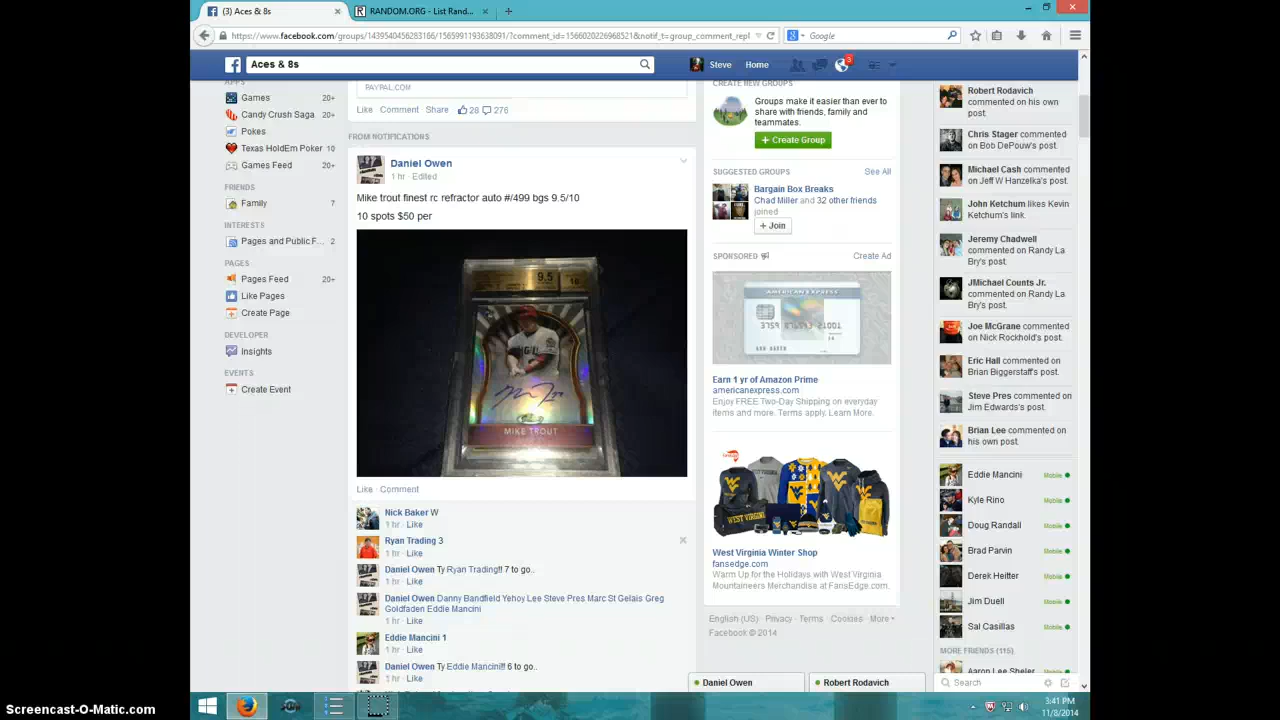 (3) Aces & 8s
RANDOM.ORG - List Rand...
https://www.facebook.com/groups/1439540456283166/1565991193638091/?comment_id=1566020226968521&notif_t=group_comment_repl
Google
Aces & 8s
Steve
Home
3
APPS
Games 20+
Candy Crush Saga 20+
Pokes
Texas HoldEm Poker 10
Games Feed 20+
FRIENDS
Family 7
INTERESTS
Pages and Public F... 2
PAGES
Pages Feed 20+
Like Pages
Create Page
DEVELOPER
Insights
EVENTS
Create Event
PAYPAL.COM
Like Comment Share 28 276
FROM NOTIFICATIONS
Daniel Owen
1 hr · Edited
Mike trout finest rc refractor auto #/499 bgs 9.5/10
10 spots $50 per
9.5
10
MIKE TROUT
Like · Comment
Nick Baker W
1 hr · Like
Ryan Trading 3
1 hr · Like
Daniel Owen Ty Ryan Trading!! 7 to go..
1 hr · Like
Daniel Owen Danny Bandfield Yehoy Lee Steve Pres Marc St Gelais Greg
Goldfaden Eddie Mancini
1 hr · Like
Eddie Mancini 1
1 hr · Like
Daniel Owen Ty Eddie Mancini!! 6 to go..
1 hr · Like
CREATE NEW GROUPS
Groups make it easier than ever to
share with friends, family and
teammates.
+ Create Group
SUGGESTED GROUPS See All
Bargain Box Breaks
Chad Miller and 32 other friends
joined
+ Join
SPONSORED Create Ad
AMERICAN EXPRESS
Earn 1 yr of Amazon Prime
americanexpress.com
Enjoy FREE Two-Day Shipping on everyday
items and more. Terms apply. Learn More.
WEST VIRGINIA
West Virginia Winter Shop
fansedge.com
Warm Up for the Holidays with West Virginia
Mountaineers Merchandise at FansEdge.com.
English (US) · Privacy · Terms · Cookies · More
Facebook © 2014
Robert Rodavich
commented on his own
post.
Chris Stager commented
on Bob DePouw's post.
Michael Cash commented
on Jeff W Hanzelka's post.
John Ketchum likes Kevin
Ketchum's link.
Jeremy Chadwell
commented on Randy La
Bry's post.
JMichael Counts Jr.
commented on Randy La
Bry's post.
Joe McGrane commented
on Nick Rockhold's post.
Eric Hall commented on
Brian Biggerstaff's post.
Steve Pres commented on
Jim Edwards's post.
Brian Lee commented on
his own post.
Eddie Mancini Mobile
Kyle Rino Mobile
Doug Randall Mobile
Brad Parvin Mobile
Derek Heitter Mobile
Jim Duell Mobile
Sal Casillas Mobile
MORE FRIENDS (115)
Aaron Lee Sheler
Search
Daniel Owen
Robert Rodavich
3:41 PM
11/8/2014
Screencast-O-Matic.com